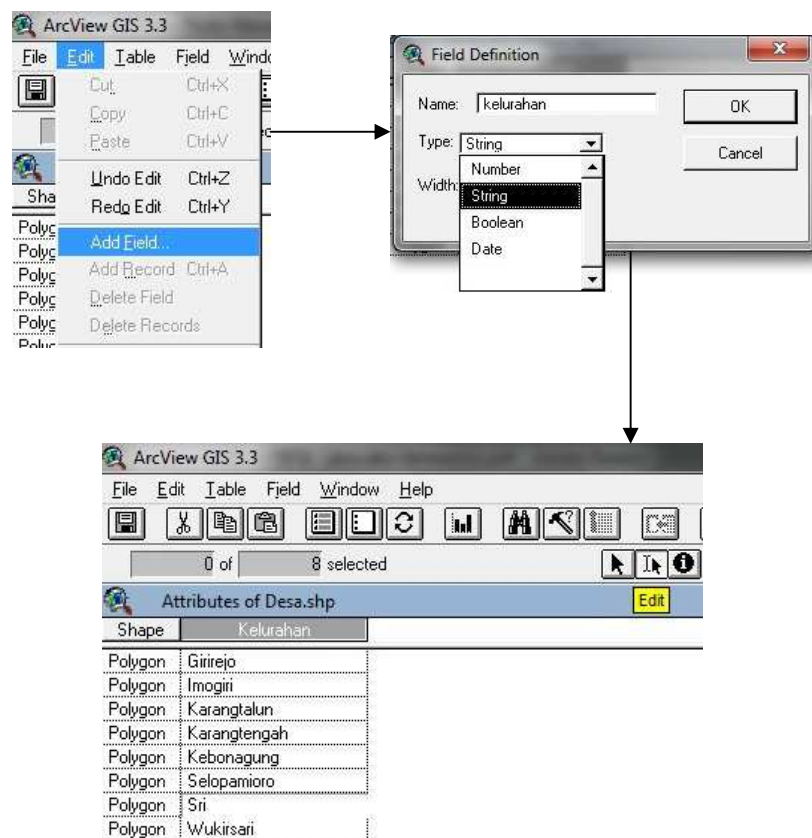 ArcView GIS 3.3
File Edit Table Field Windo
Cut Ctrl+X
Copy Ctrl+C
Paste Ctrl+V
Undo Edit Ctrl+Z
Redo Edit Ctrl+Y
Sha
Add Field...
Add Record Ctrl+A
Delete Field
Delete Records
Polyg
Polyg
Polyg
Polyg
Polyg
Field Definition
Name: kelurahan
OK
Type: String
Cancel
Number
Width:
String
Boolean
Date
ArcView GIS 3.3
File Edit Table Field Window Help
0 of 8 selected
Attributes of Desa.shp
Edit
Shape Kelurahan
Polygon Girirejo
Polygon Imogiri
Polygon Karangtalun
Polygon Karangtengah
Polygon Kebonagung
Polygon Selopamioro
Polygon Sri
Polygon Wukirsari